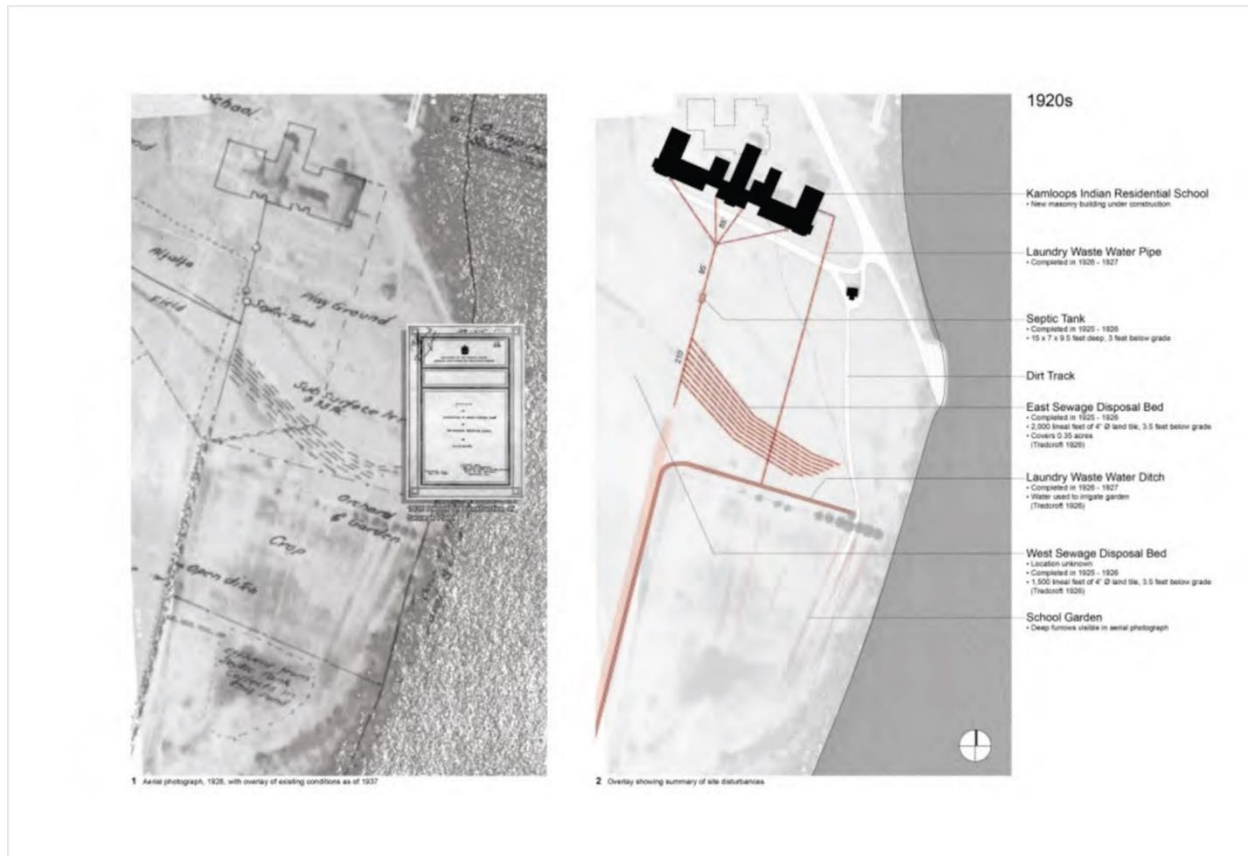 School
Alfalfa
Field
Septic Tank
Play Ground
Sub surface Irr
Orchard
& Garden
Crop
Open ditch
1 Aerial photograph, 1928, with overlay of existing conditions as of 1937
85'
95'
210'
2 Overlay showing summary of site disturbances
1920s
Kamloops Indian Residential School
• New masonry building under construction
Laundry Waste Water Pipe
• Completed in 1926 - 1927
Septic Tank
• Completed in 1925 - 1926
• 15 x 7 x 9.5 feet deep, 3 feet below grade
Dirt Track
East Sewage Disposal Bed
• Completed in 1925 - 1926
• 2,000 lineal feet of 4" Ø land tile, 3.5 feet below grade
• Covers 0.35 acres
(Tredcroft 1926)
Laundry Waste Water Ditch
• Completed in 1926 - 1927
• Water used to irrigate garden
(Tredcroft 1926)
West Sewage Disposal Bed
• Location unknown
• Completed in 1925 - 1926
• 1,500 lineal feet of 4" Ø land tile, 3.5 feet below grade
(Tredcroft 1926)
School Garden
• Deep furrows visible in aerial photograph